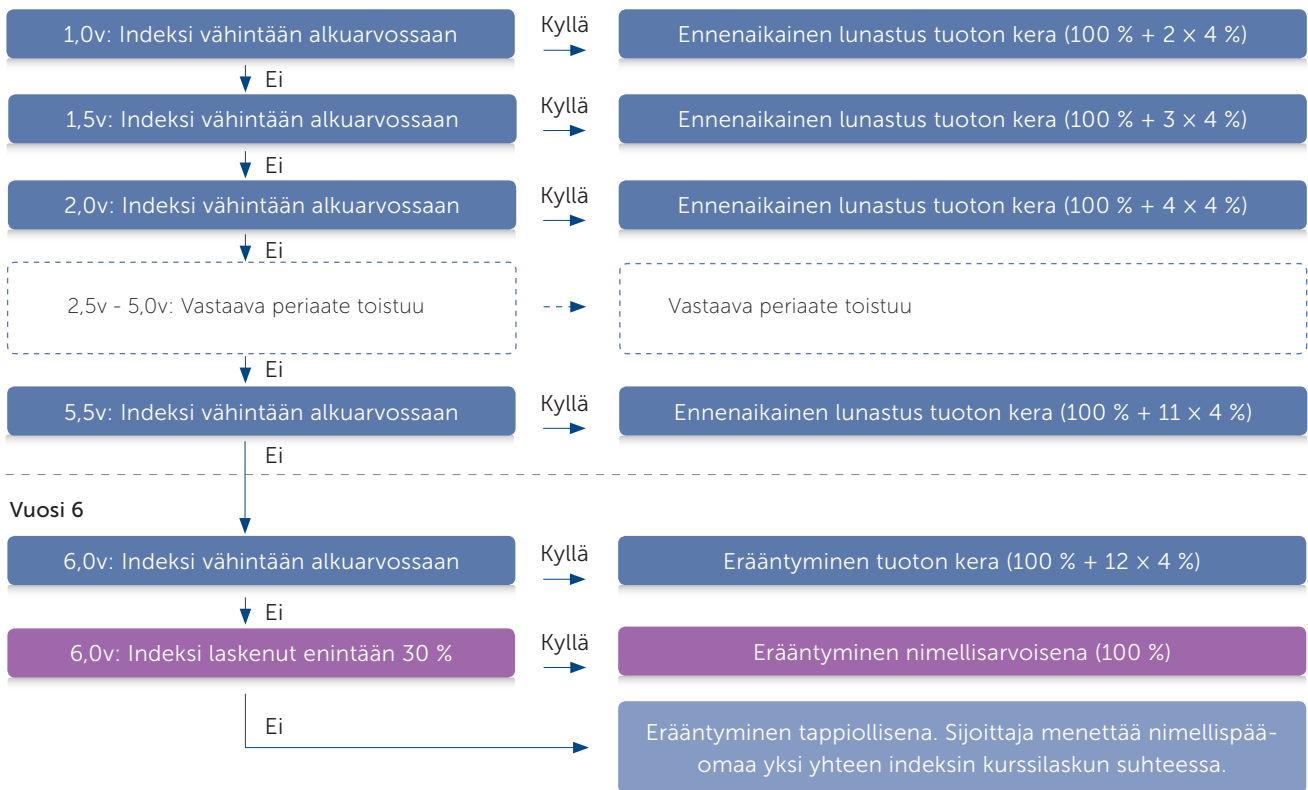 1,0v: Indeksi vähintään alkuarvossaan
Kyllä
Ennenaikainen lunastus tuoton kera (100 % + 2 × 4 %)
Ei
1,5v: Indeksi vähintään alkuarvossaan
Kyllä
Ennenaikainen lunastus tuoton kera (100 % + 3 × 4 %)
Ei
2,0v: Indeksi vähintään alkuarvossaan
Kyllä
Ennenaikainen lunastus tuoton kera (100 % + 4 × 4 %)
Ei
2,5v - 5,0v: Vastaava periaate toistuu
Vastaava periaate toistuu
Ei
5,5v: Indeksi vähintään alkuarvossaan
Kyllä
Ennenaikainen lunastus tuoton kera (100 % + 11 × 4 %)
Ei
Vuosi 6
6,0v: Indeksi vähintään alkuarvossaan
Kyllä
Erääntyminen tuoton kera (100 % + 12 × 4 %)
Ei
6,0v: Indeksi laskenut enintään 30 %
Kyllä
Erääntyminen nimellisarvoisena (100 %)
Ei
Erääntyminen tappiollisena. Sijoittaja menettää nimellispää-
omaa yksi yhteen indeksin kurssilaskun suhteessa.